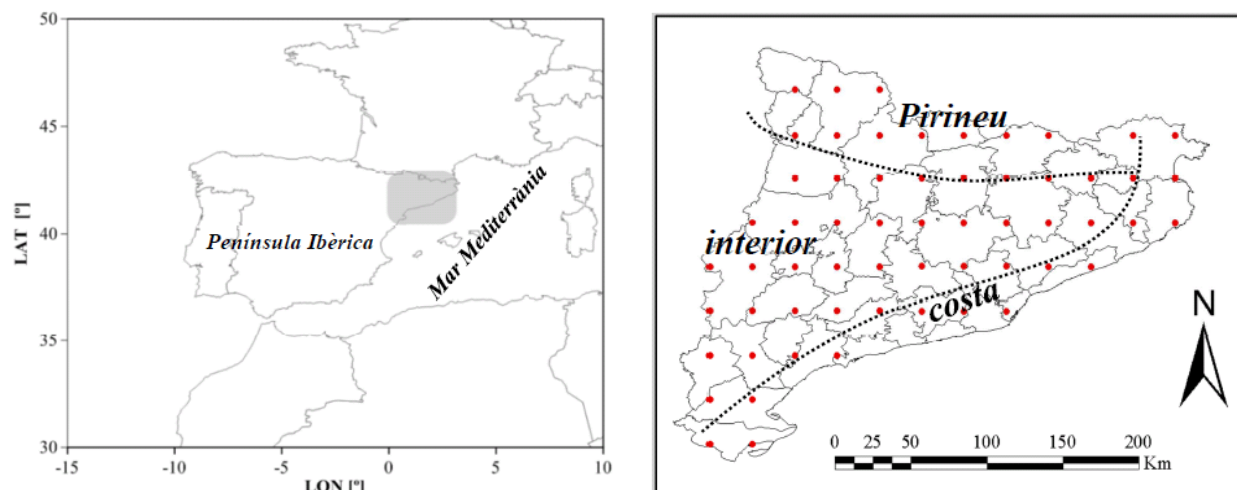 50
45
40
35
30
LAT [°]
-15
-10
-5
0
5
10
LON [°]
Península Ibèrica
Mar Mediterrània
Pirineu
interior
costa
N
0 25 50 100 150 200
Km